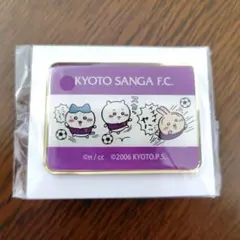 KYOTO SANGA F.C.
©n / cc ©2006 KYOTO.P.S.